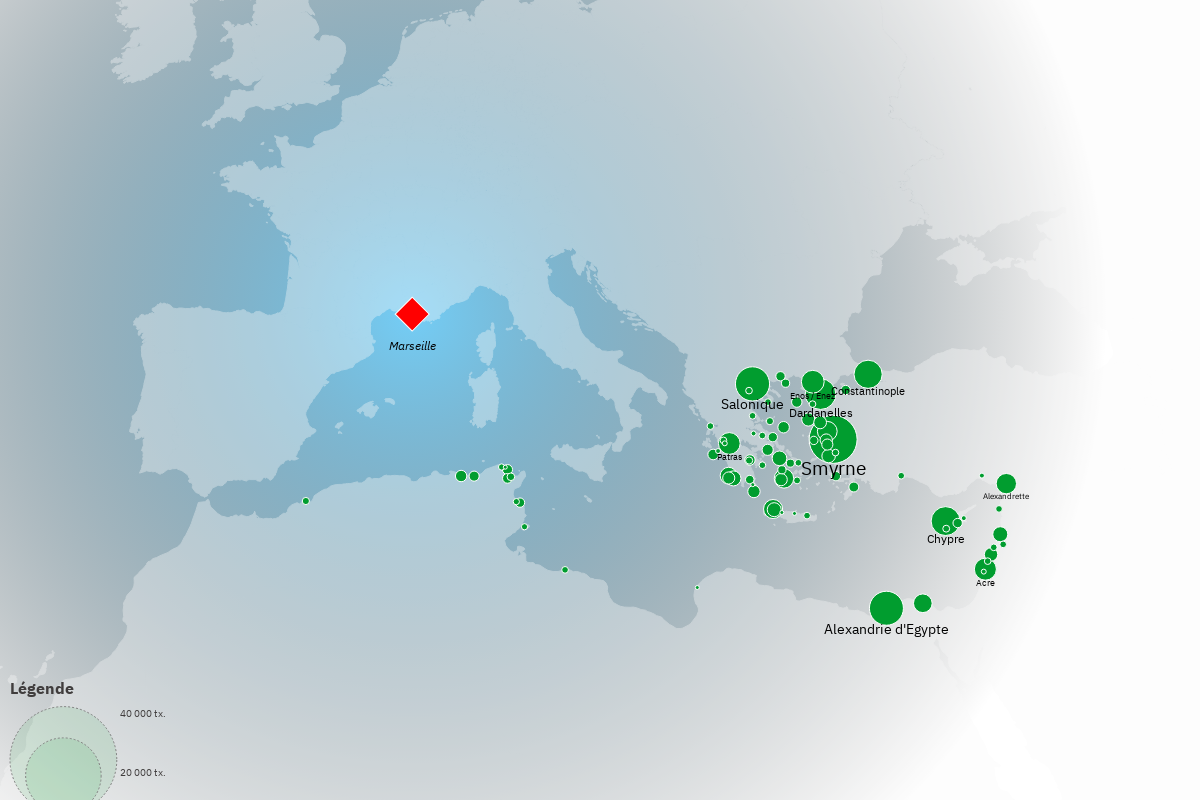 Marseille
Constantinople
Enos / Enez
Salonique
Dardanelles
Patras
Smyrne
Alexandrette
Chypre
Acre
Alexandrie d'Egypte
Légende
40 000 tx.
20 000 tx.